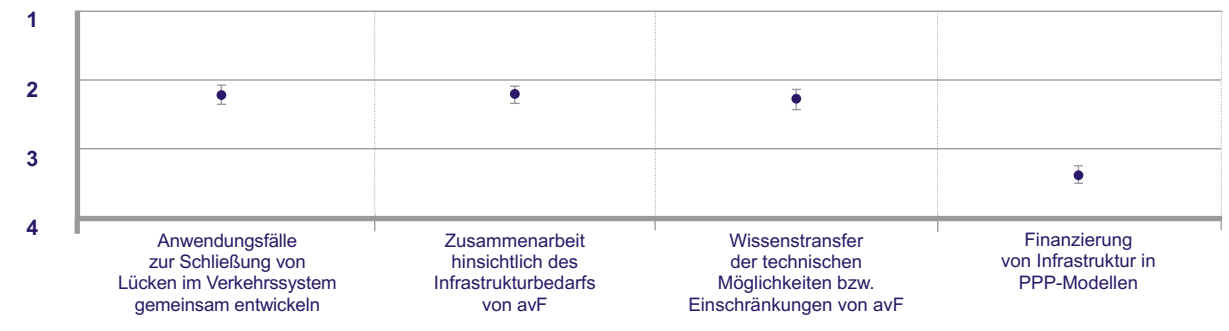 1
2
3
4
Anwendungsfälle
zur Schließung von
Lücken im Verkehrssystem
gemeinsam entwickeln
Zusammenarbeit
hinsichtlich des
Infrastrukturbedarfs
von avF
Wissenstransfer
der technischen
Möglichkeiten bzw.
Einschränkungen von avF
Finanzierung
von Infrastruktur in
PPP-Modellen